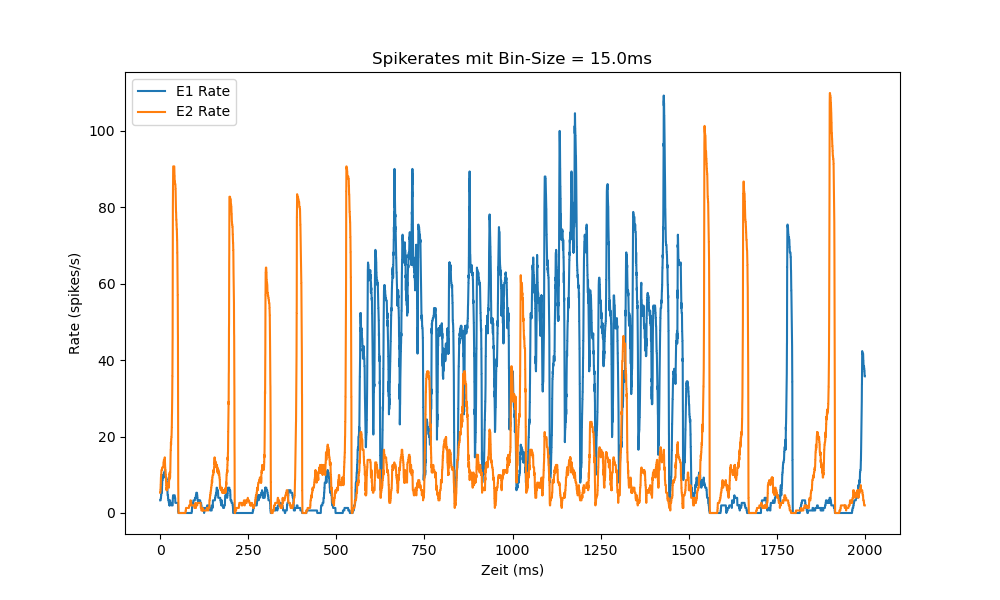 Spikerates mit Bin-Size = 15.0ms
E1 Rate
E2 Rate
Rate (spikes/s)
100
80
60
40
20
0
0 250 500 750 1000 1250 1500 1750 2000
Zeit (ms)